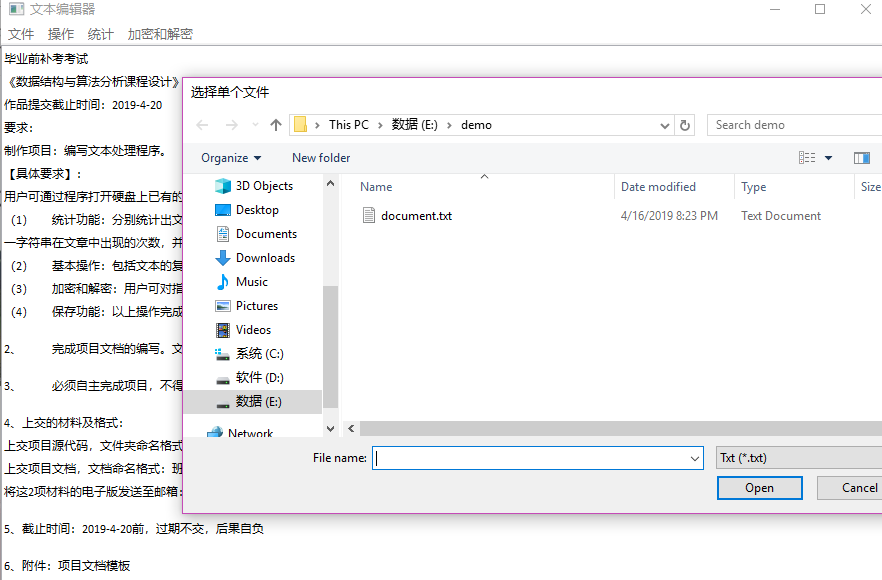 文本编辑器
文件 操作 统计 加密和解密
毕业前补考考试
《数据结构与算法分析课程设计》
作品提交截止时间：2019-4-20
要求：
制作项目：编写文本处理程序。
【具体要求】：
用户可通过程序打开硬盘上已有的
（1） 统计功能：分别统计出文
一字符串在文章中出现的次数，并
（2） 基本操作：包括文本的复
（3） 加密和解密：用户可对指
（4） 保存功能：以上操作完成
2、 完成项目文档的编写。文
3、 必须自主完成项目，不得
4、上交的材料及格式：
上交项目源代码，文件夹命名格式
上交项目文档，文档命名格式：班
将这2项材料的电子版发送至邮箱：
5、截止时间：2019-4-20前，过期不交，后果自负
6、附件：项目文档模板
选择单个文件
This PC 数据 (E:) demo
Search demo
Organize New folder
3D Objects
Desktop
Documents
Downloads
Music
Pictures
Videos
系统 (C:)
软件 (D:)
数据 (E:)
Network
Name Date modified Type Size
document.txt 4/16/2019 8:23 PM Text Document
File name: Txt (*.txt)
Open Cancel